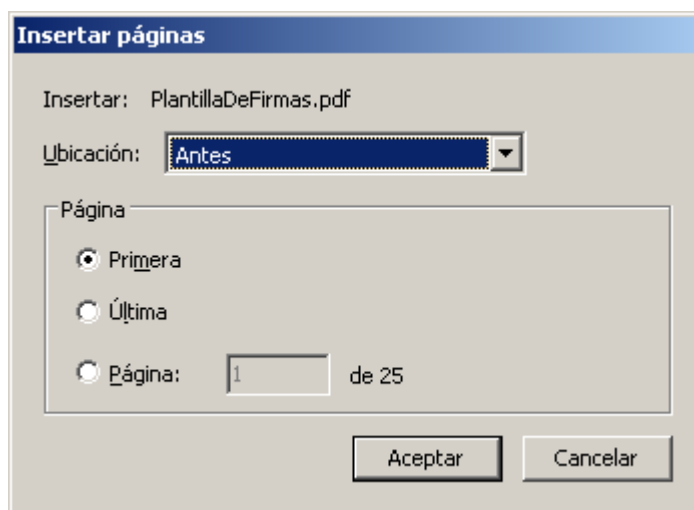 Insertar páginas
Insertar: PlantillaDeFirmas.pdf
Ubicación: Antes
Página
Primera
Última
Página: 1 de 25
Aceptar Cancelar